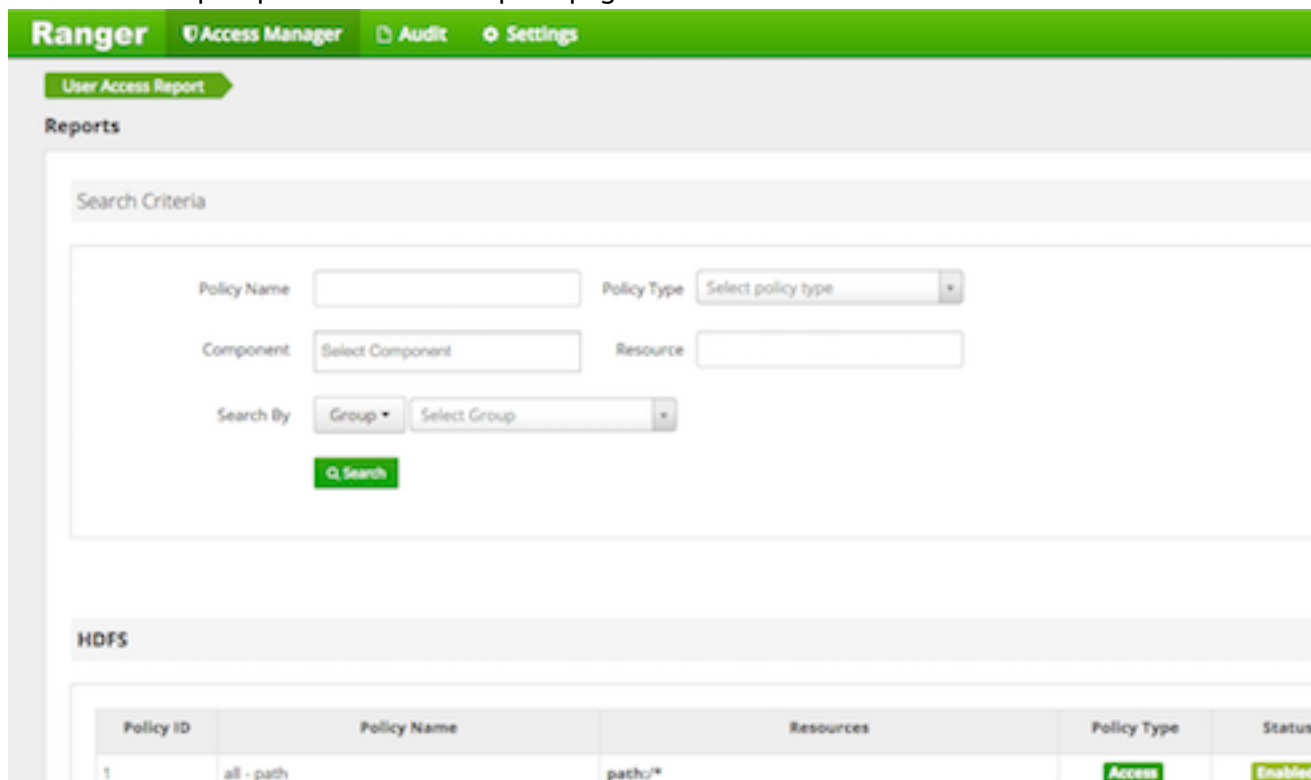 Ranger Access Manager Audit Settings
User Access Report
Reports
Search Criteria
Policy Name Policy Type Select policy type
Component Select Component Resource
Search By Group Select Group
Search
HDFS
Policy ID Policy Name Resources Policy Type Status
1 all - path path:/* Access Enabled